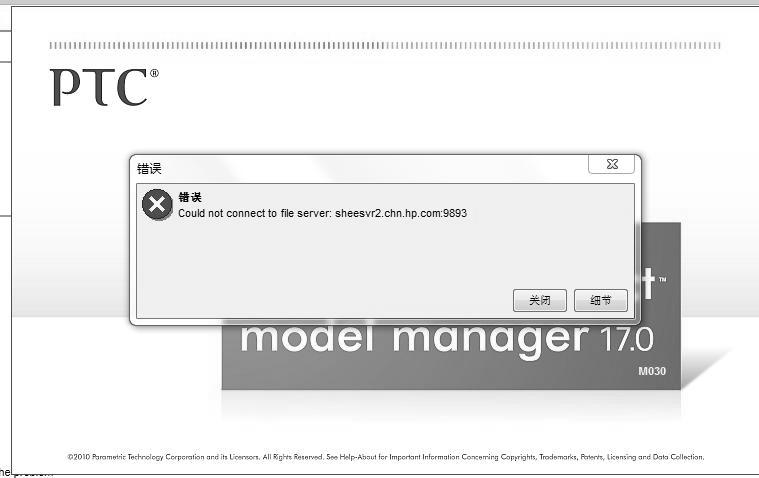 PTC®
错误
错误
Could not connect to file server: sheesvr2.chn.hp.com:9893
关闭 细节
t™
model manager 17.0
M030
©2010 Parametric Technology Corporation and its Licensors. All Rights Reserved. See Help-About for Important Information Concerning Copyrights, Trademarks, Patents, Licensing and Data Collection.